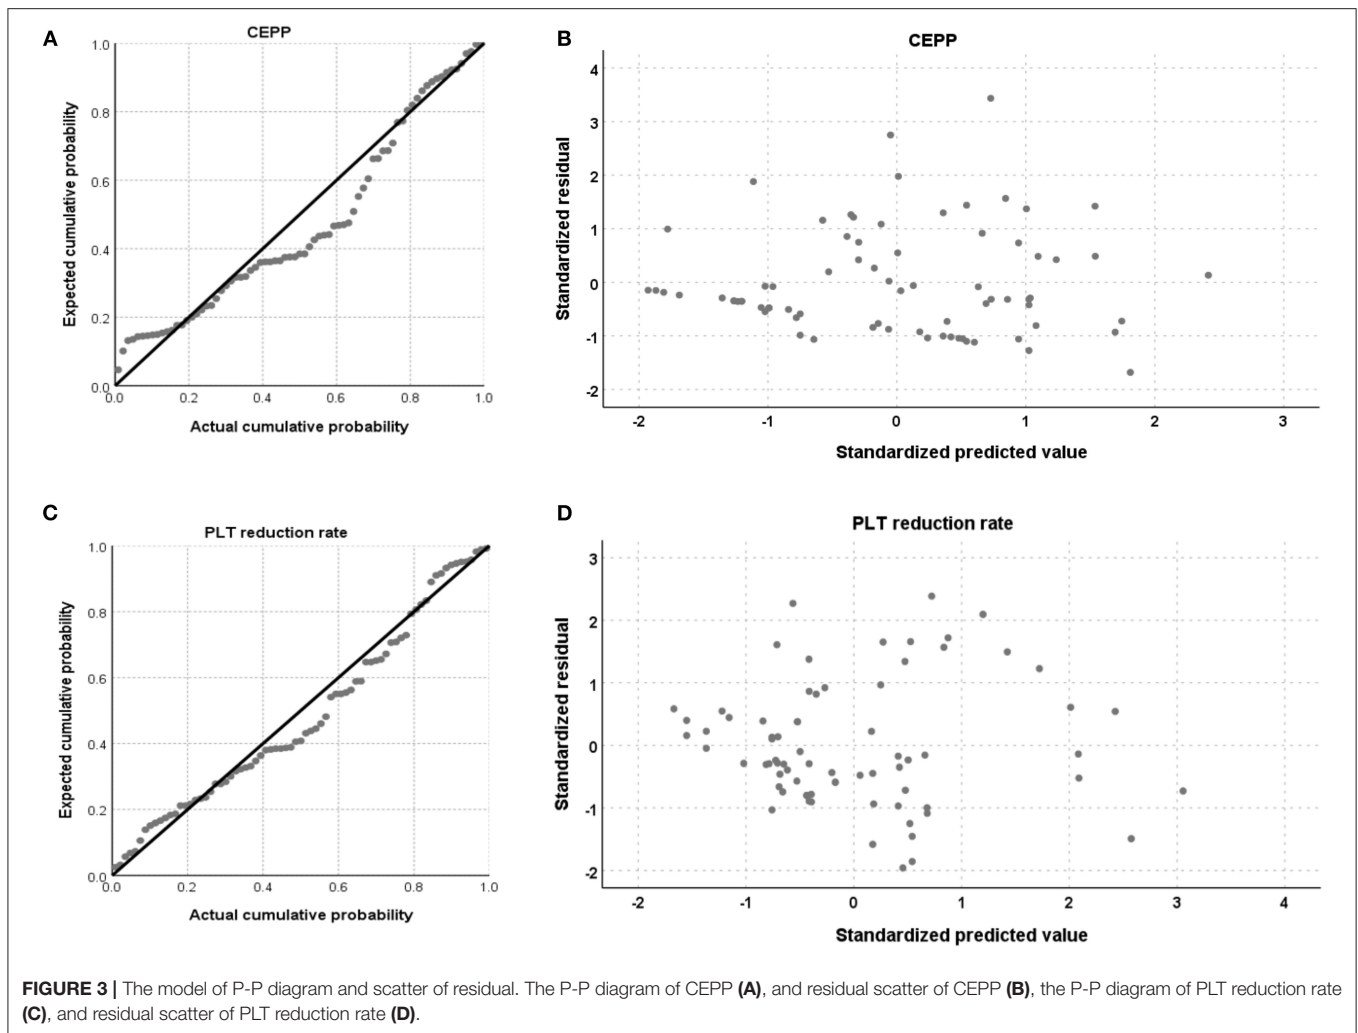 A
CEPP
1.0
0.8
0.6
0.4
0.2
0.0
0.0 0.2 0.4 0.6 0.8 1.0
Expected cumulative probability
Actual cumulative probability
B
CEPP
4
3
2
1
0
-1
-2
-2 -1 0 1 2 3
Standardized residual
Standardized predicted value
C
PLT reduction rate
1.0
0.8
0.6
0.4
0.2
0.0
0.0 0.2 0.4 0.6 0.8 1.0
Expected cumulative probability
Actual cumulative probability
D
PLT reduction rate
3
2
1
0
-1
-2
-2 -1 0 1 2 3 4
Standardized residual
Standardized predicted value
FIGURE 3 | The model of P-P diagram and scatter of residual. The P-P diagram of CEPP (A), and residual scatter of CEPP (B), the P-P diagram of PLT reduction rate
(C), and residual scatter of PLT reduction rate (D).